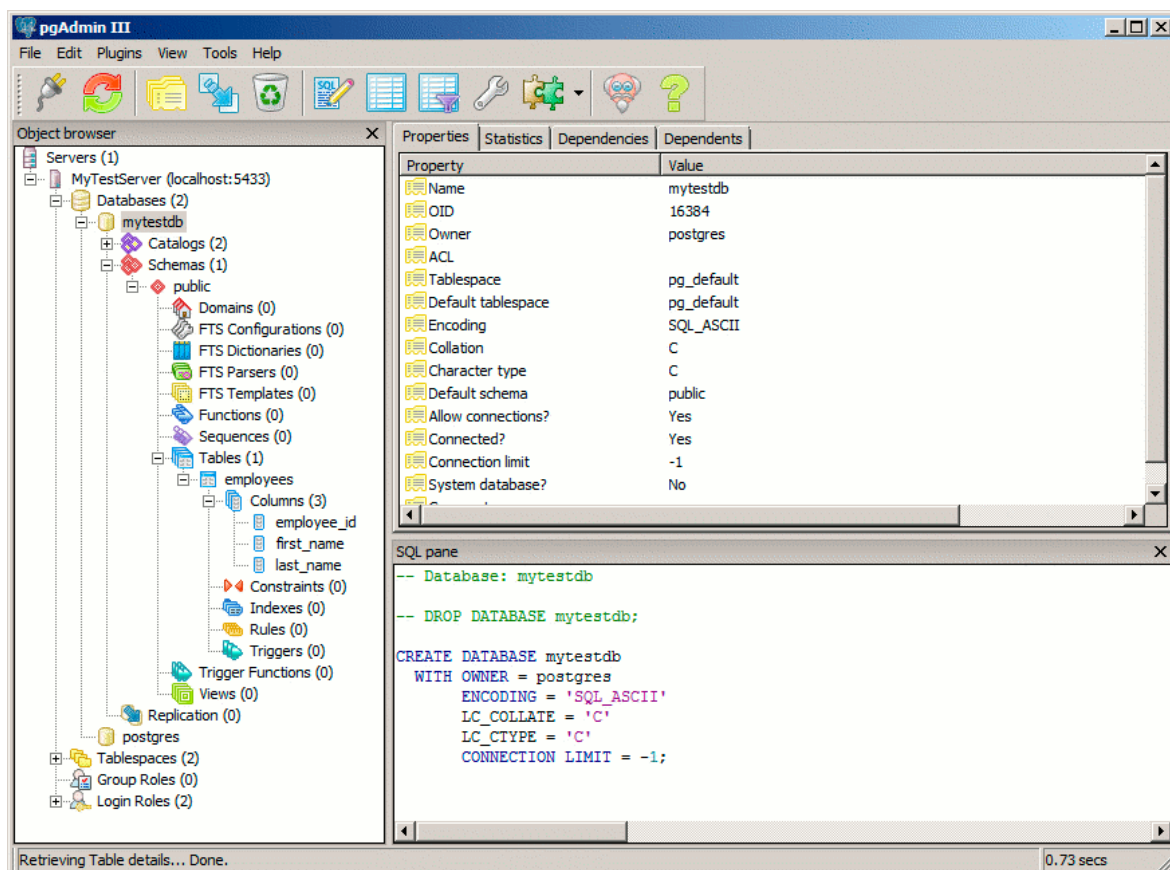 pgAdmin III
File Edit Plugins View Tools Help
SQL
Object browser
Servers (1)
MyTestServer (localhost:5433)
Databases (2)
mytestdb
Catalogs (2)
Schemas (1)
public
Domains (0)
FTS Configurations (0)
FTS Dictionaries (0)
FTS Parsers (0)
FTS Templates (0)
Functions (0)
Sequences (0)
Tables (1)
employees
Columns (3)
employee_id
first_name
last_name
Constraints (0)
Indexes (0)
Rules (0)
Triggers (0)
Trigger Functions (0)
Views (0)
Replication (0)
postgres
Tablespaces (2)
Group Roles (0)
Login Roles (2)
Properties Statistics Dependencies Dependents
Property Value
Name mytestdb
OID 16384
Owner postgres
ACL
Tablespace pg_default
Default tablespace pg_default
Encoding SQL_ASCII
Collation C
Character type C
Default schema public
Allow connections? Yes
Connected? Yes
Connection limit -1
System database? No
SQL pane
-- Database: mytestdb
-- DROP DATABASE mytestdb;
CREATE DATABASE mytestdb
WITH OWNER = postgres
ENCODING = 'SQL_ASCII'
LC_COLLATE = 'C'
LC_CTYPE = 'C'
CONNECTION LIMIT = -1;
Retrieving Table details... Done.
0.73 secs